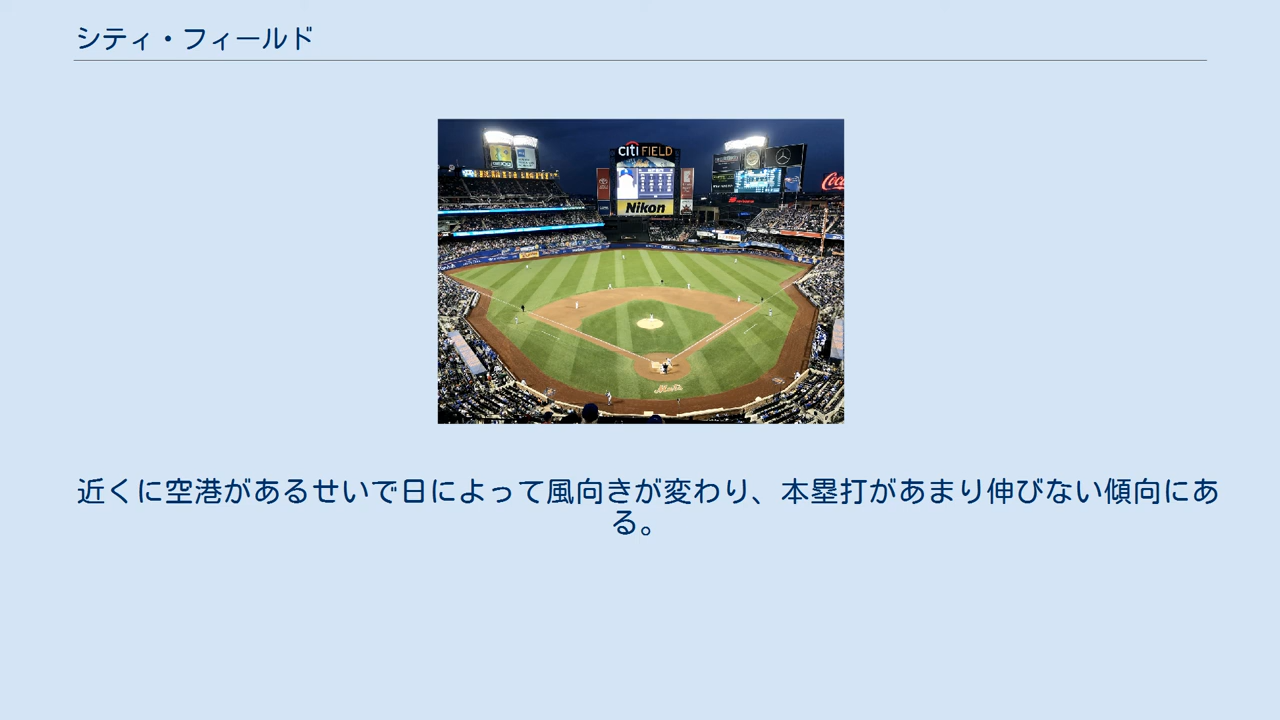 シティ・フィールド
citi FIELD
Nikon
Coca
Mets
近くに空港があるせいで日によって風向きが変わり、本塁打があまり伸びない傾向にあ
る。